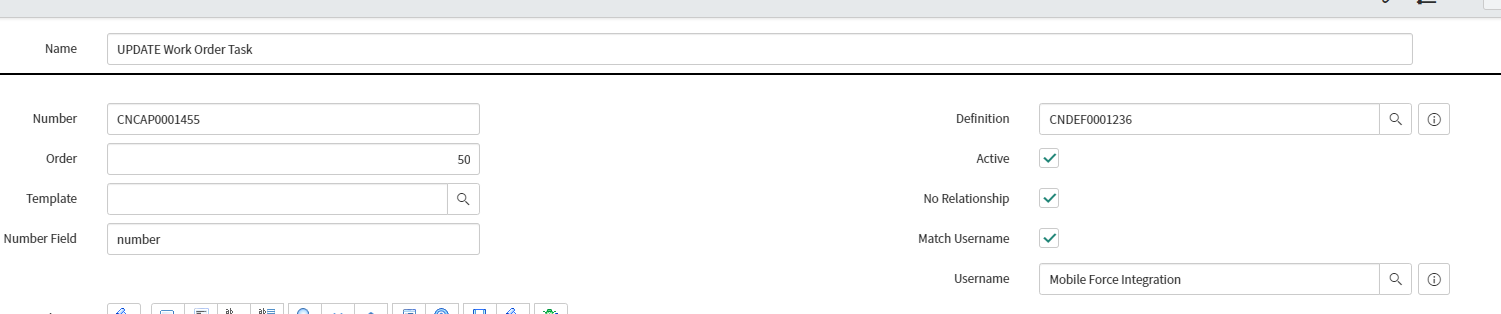 Name UPDATE Work Order Task
Number CNCAP0001455 Definition CNDEF0001236
Order 50 Active
Template No Relationship
Number Field number Match Username
Username Mobile Force Integration